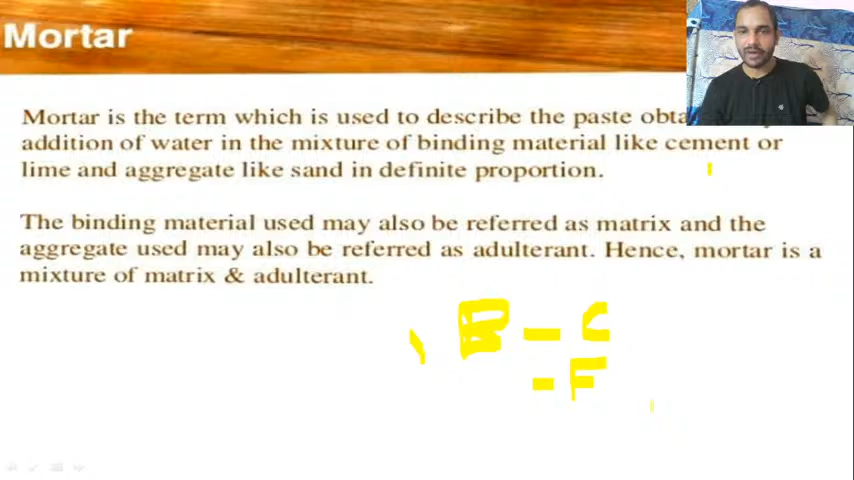 Mortar
Mortar is the term which is used to describe the paste
addition of water in the mixture of binding material like cement or
lime and aggregate like sand in definite proportion.
The binding material used may also be referred as matrix and the
aggregate used may also be referred as adulterant. Hence, mortar is a
mixture of matrix & adulterant.
B - C
- F